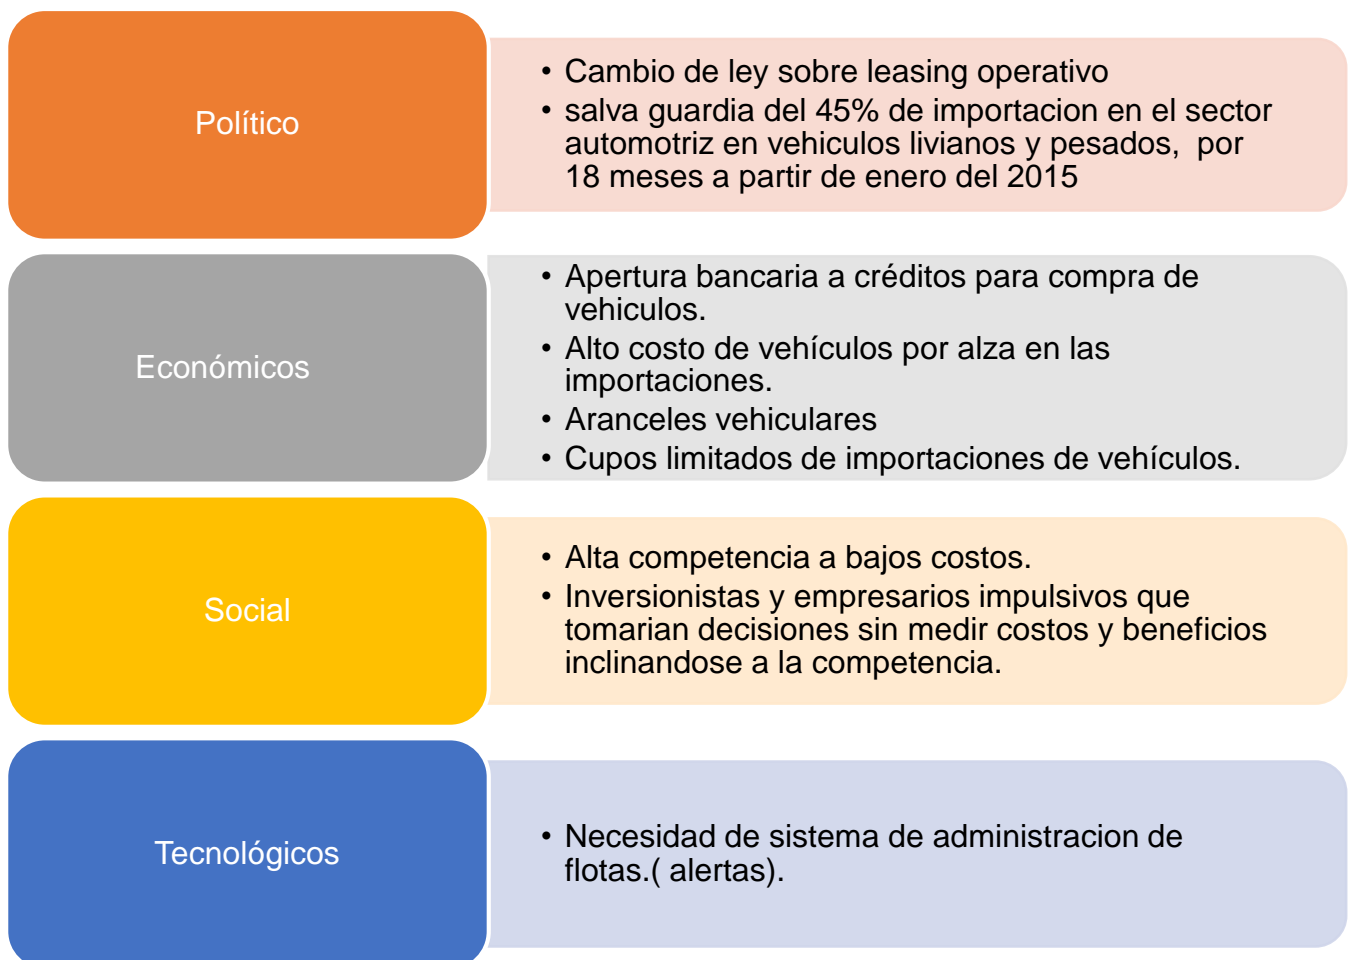 Político
• Cambio de ley sobre leasing operativo
• salva guardia del 45% de importacion en el sector
automotriz en vehiculos livianos y pesados,  por
18 meses a partir de enero del 2015
Económicos
• Apertura bancaria a créditos para compra de
vehiculos.
• Alto costo de vehículos por alza en las
importaciones.
• Aranceles vehiculares
• Cupos limitados de importaciones de vehículos.
Social
• Alta competencia a bajos costos.
• Inversionistas y empresarios impulsivos que
tomarian decisiones sin medir costos y beneficios
inclinandose a la competencia.
Tecnológicos
• Necesidad de sistema de administracion de
flotas.( alertas).